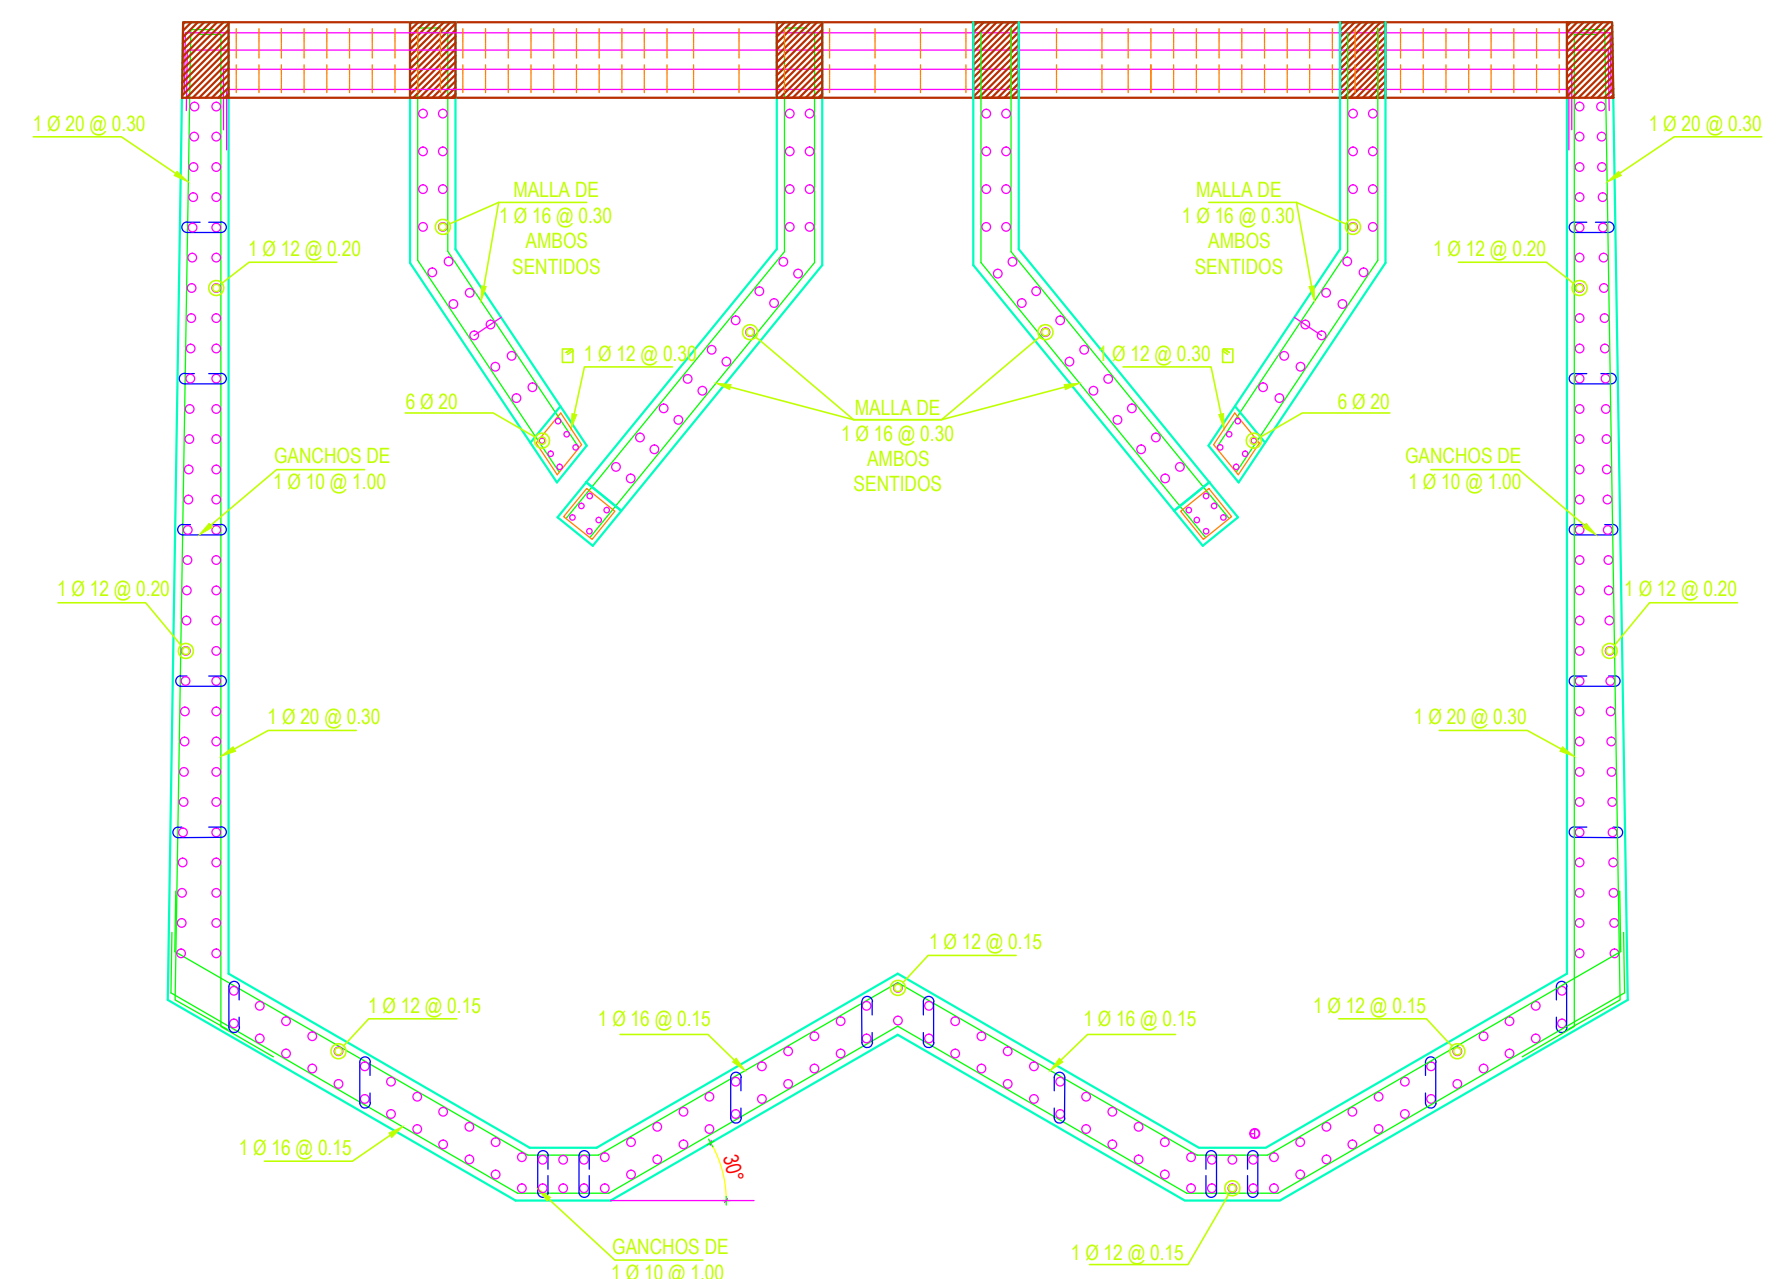 1 Ø 20 @ 0.30
1 Ø 20 @ 0.30
MALLA DE
1 Ø 16 @ 0.30
AMBOS
SENTIDOS
MALLA DE
1 Ø 16 @ 0.30
AMBOS
SENTIDOS
1 Ø 12 @ 0.20
1 Ø 12 @ 0.20
1 Ø 12 @ 0.30
1 Ø 12 @ 0.30
6 Ø 20
MALLA DE
1 Ø 16 @ 0.30
AMBOS
SENTIDOS
6 Ø 20
GANCHOS DE
1 Ø 10 @ 1.00
GANCHOS DE
1 Ø 10 @ 1.00
1 Ø 12 @ 0.20
1 Ø 12 @ 0.20
1 Ø 20 @ 0.30
1 Ø 20 @ 0.30
1 Ø 12 @ 0.15
1 Ø 12 @ 0.15
1 Ø 16 @ 0.15
1 Ø 16 @ 0.15
1 Ø 12 @ 0.15
1 Ø 16 @ 0.15
30°
GANCHOS DE
1 Ø 10 @ 1.00
1 Ø 12 @ 0.15